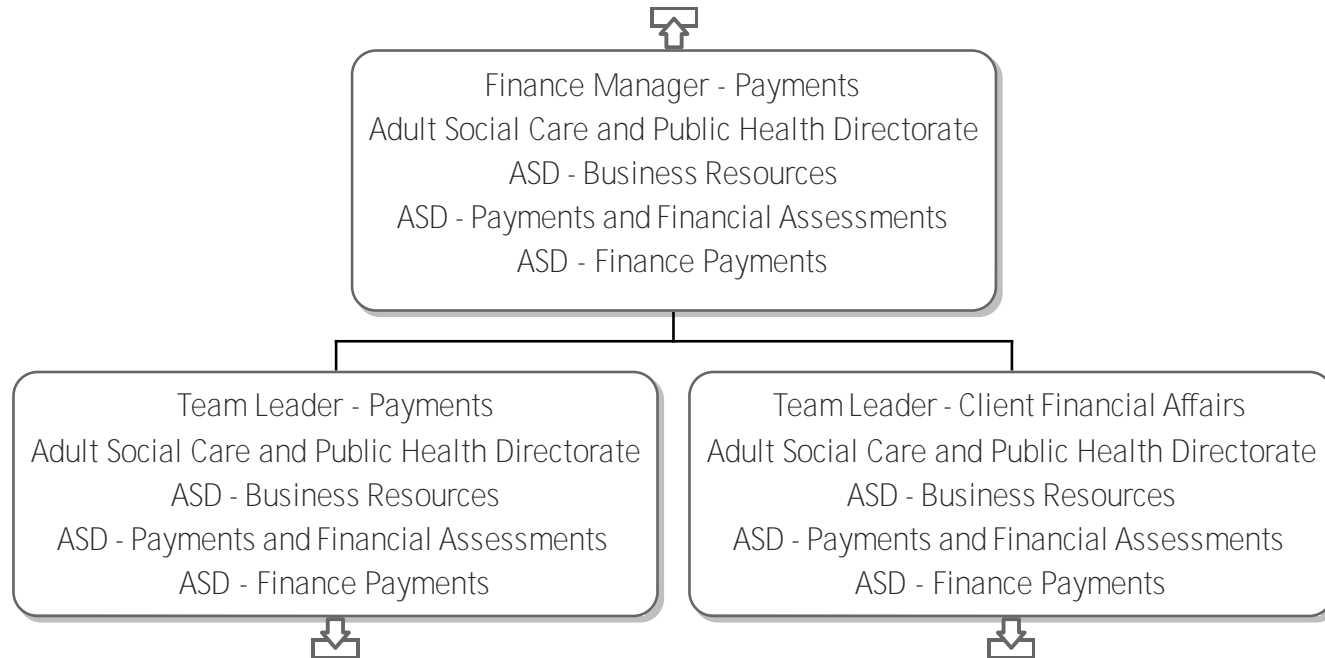 Finance Manager - Payments
Adult Social Care and Public Health Directorate
ASD - Business Resources
ASD - Payments and Financial Assessments
ASD - Finance Payments
Team Leader - Payments
Adult Social Care and Public Health Directorate
ASD - Business Resources
ASD - Payments and Financial Assessments
ASD - Finance Payments
Team Leader - Client Financial Affairs
Adult Social Care and Public Health Directorate
ASD - Business Resources
ASD - Payments and Financial Assessments
ASD - Finance Payments